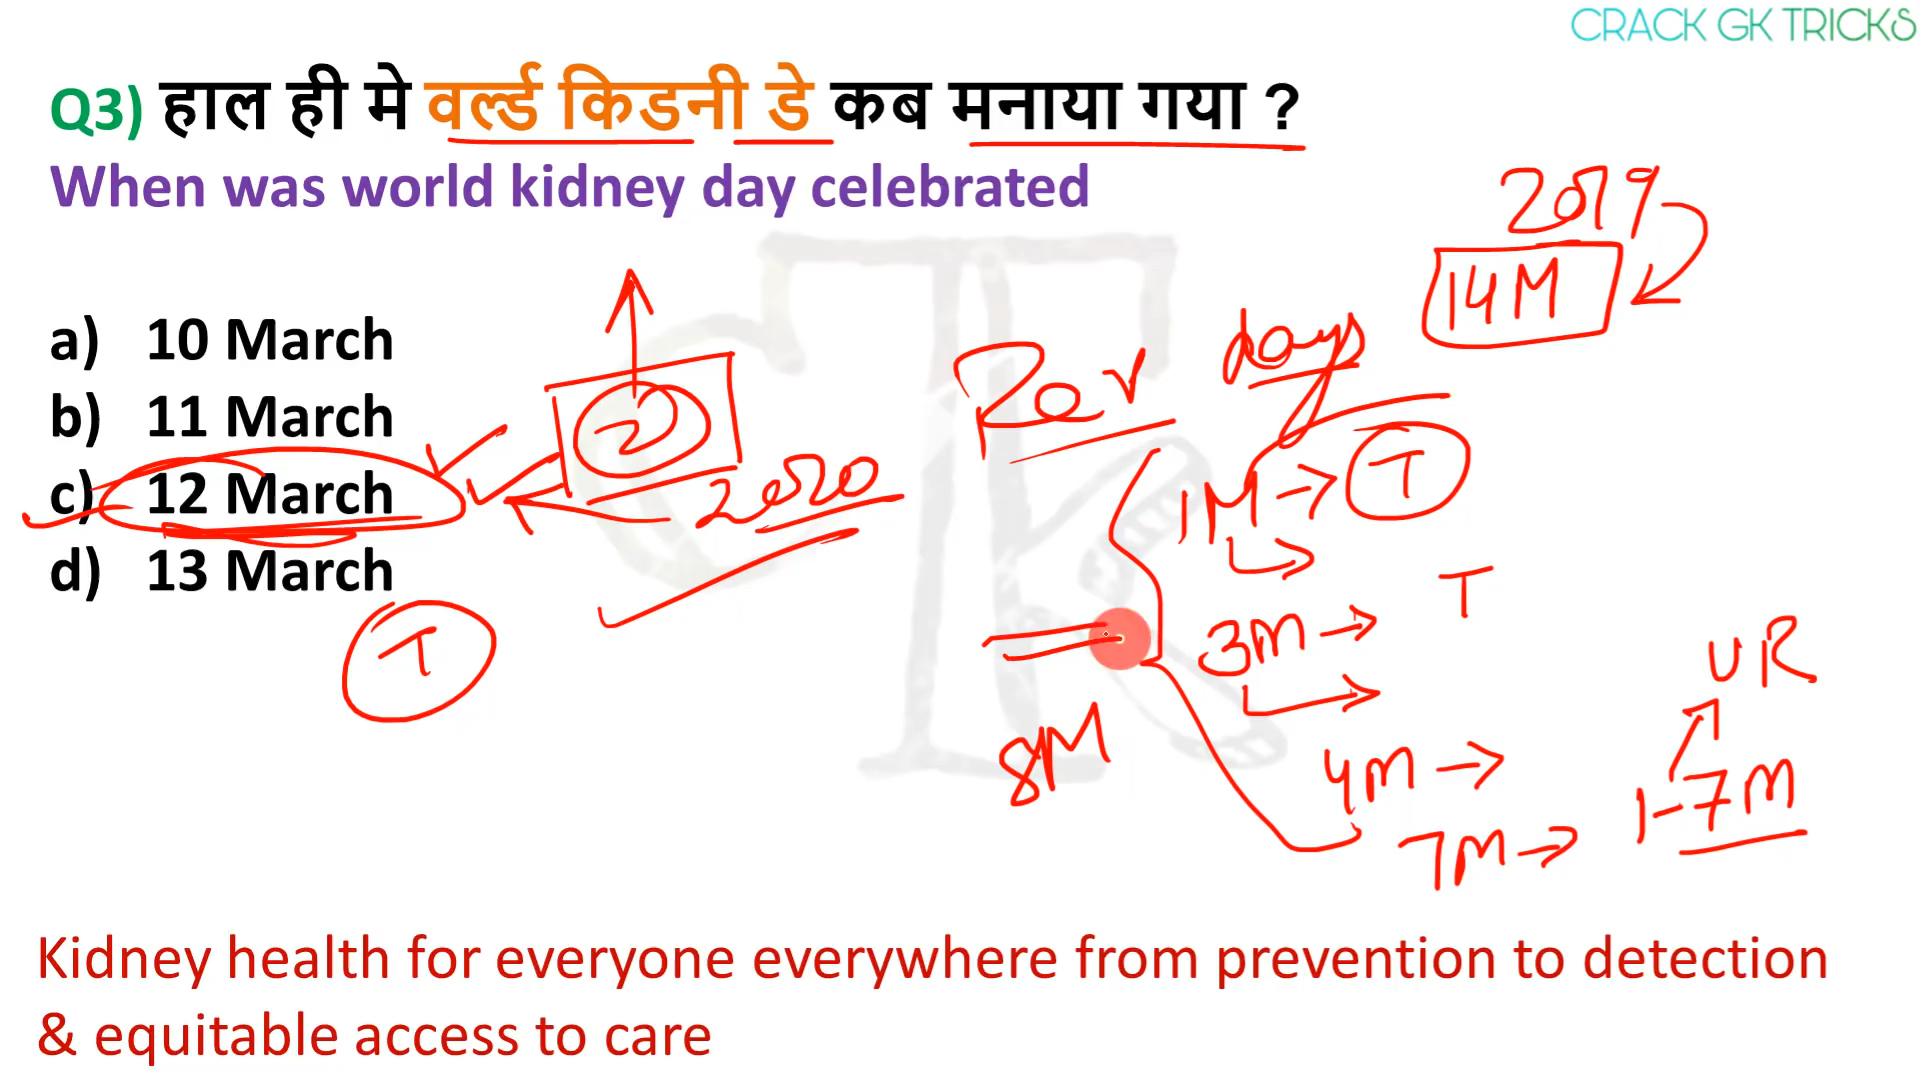 CRACK GK TRICKS
Q3) हाल ही मे वर्ल्ड किडनी डे कब मनाया गया ?
When was world kidney day celebrated
2019
14M
a) 10 March
b) 11 March
c) 12 March
d) 13 March
2
2020
T
Rev
days
1M → T
3M → T
4M →
7M →
8M
UR
1-7M
Kidney health for everyone everywhere from prevention to detection
& equitable access to care